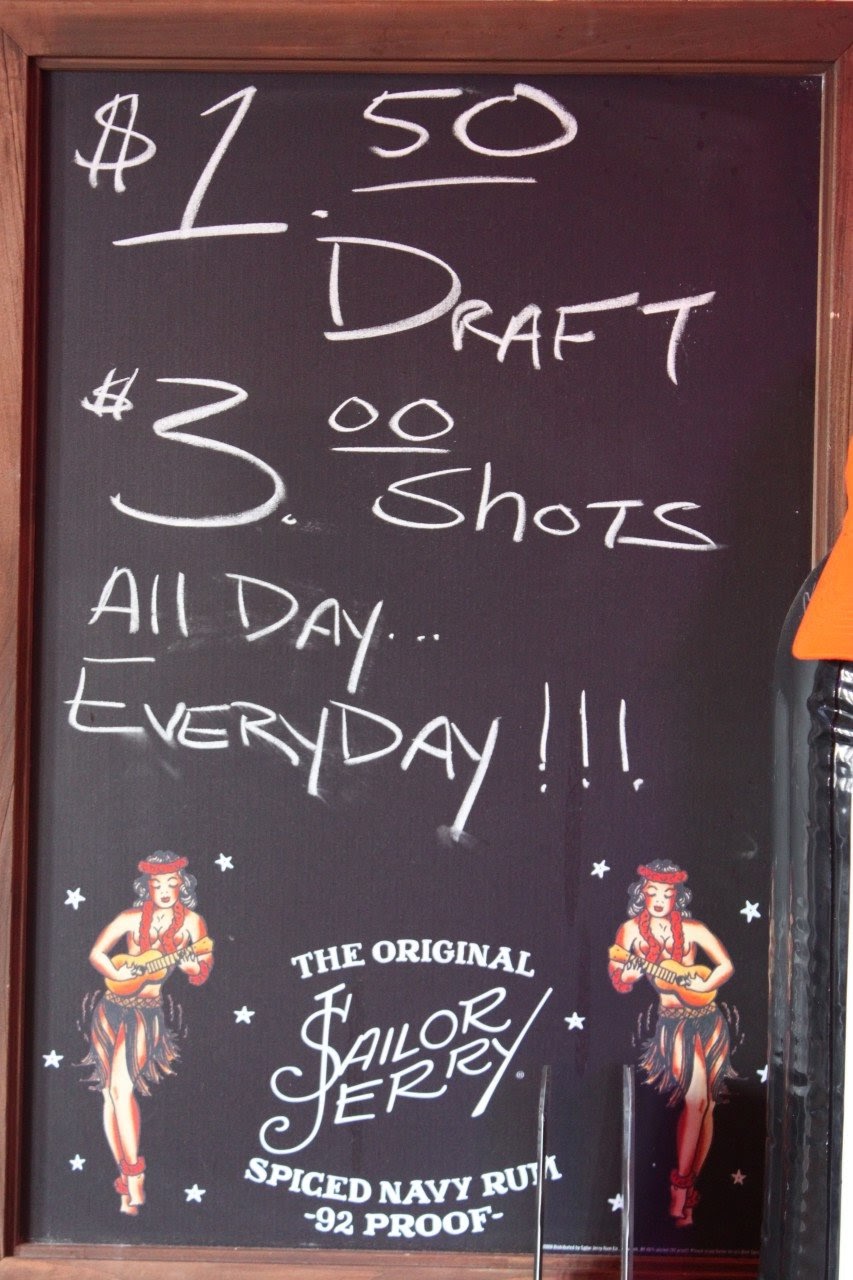 $1.50
DRAFT
$3.00
ShOTS
All DAY...
EVERYDAY!!!
THE ORIGINAL
SAILOR
JERRY®
SPICED NAVY RUM
-92 PROOF-